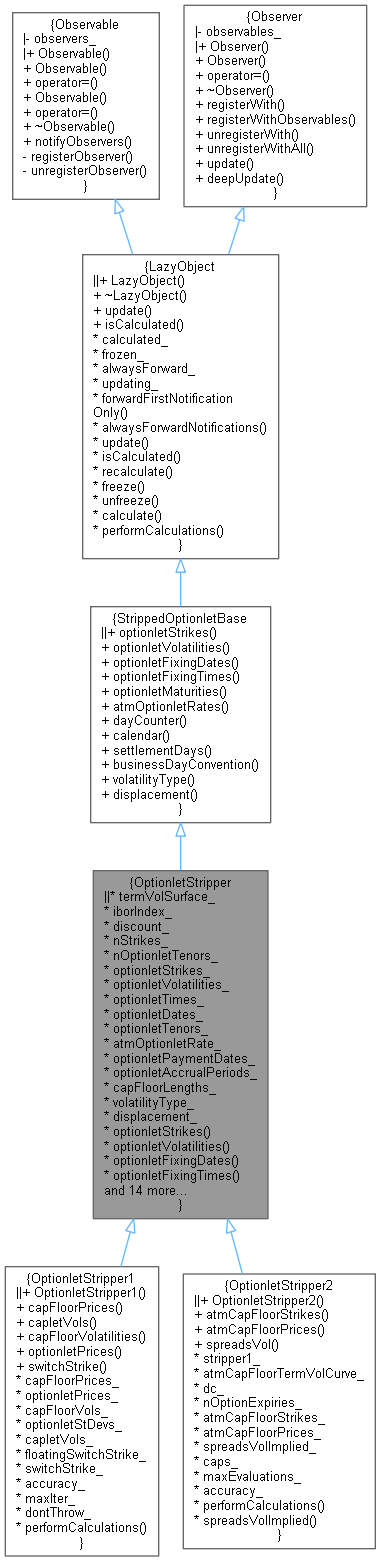 {Observable
|- observers_
|+ Observable()
+ Observable()
+ operator=()
+ Observable()
+ operator=()
+ ~Observable()
+ notifyObservers()
- registerObserver()
- unregisterObserver()
}
{Observer
|- observables_
|+ Observer()
+ Observer()
+ operator=()
+ ~Observer()
+ registerWith()
+ registerWithObservables()
+ unregisterWith()
+ unregisterWithAll()
+ update()
+ deepUpdate()
}
{LazyObject
||+ LazyObject()
+ ~LazyObject()
+ update()
+ isCalculated()
* calculated_
* frozen_
* alwaysForward_
* updating_
* forwardFirstNotification
Only()
* alwaysForwardNotifications()
* update()
* isCalculated()
* recalculate()
* freeze()
* unfreeze()
* calculate()
* performCalculations()
}
{StrippedOptionletBase
||+ optionletStrikes()
+ optionletVolatilities()
+ optionletFixingDates()
+ optionletFixingTimes()
+ optionletMaturities()
+ atmOptionletRates()
+ dayCounter()
+ calendar()
+ settlementDays()
+ businessDayConvention()
+ volatilityType()
+ displacement()
}
{OptionletStripper
||* termVolSurface_
* iborIndex_
* discount_
* nStrikes_
* nOptionletTenors_
* optionletStrikes_
* optionletVolatilities_
* optionletTimes_
* optionletDates_
* optionletTenors_
* atmOptionletRate_
* optionletPaymentDates_
* optionletAccrualPeriods_
* capFloorLengths_
* volatilityType_
* displacement_
* optionletStrikes()
* optionletVolatilities()
* optionletFixingDates()
* optionletFixingTimes()
and 14 more...
}
{OptionletStripper1
||+ OptionletStripper1()
+ capFloorPrices()
+ capletVols()
+ capFloorVolatilities()
+ optionletPrices()
+ switchStrike()
* capFloorPrices_
* optionletPrices_
* capFloorVols_
* optionletStDevs_
* capletVols_
* floatingSwitchStrike_
* switchStrike_
* accuracy_
* maxIter_
* dontThrow_
* performCalculations()
}
{OptionletStripper2
||+ OptionletStripper2()
+ atmCapFloorStrikes()
+ atmCapFloorPrices()
+ spreadsVol()
* stripper1_
* atmCapFloorTermVolCurve_
* dc_
* nOptionExpiries_
* atmCapFloorStrikes_
* atmCapFloorPrices_
* spreadsVolImplied_
* caps_
* maxEvaluations_
* accuracy_
* performCalculations()
* spreadsVolImplied()
}